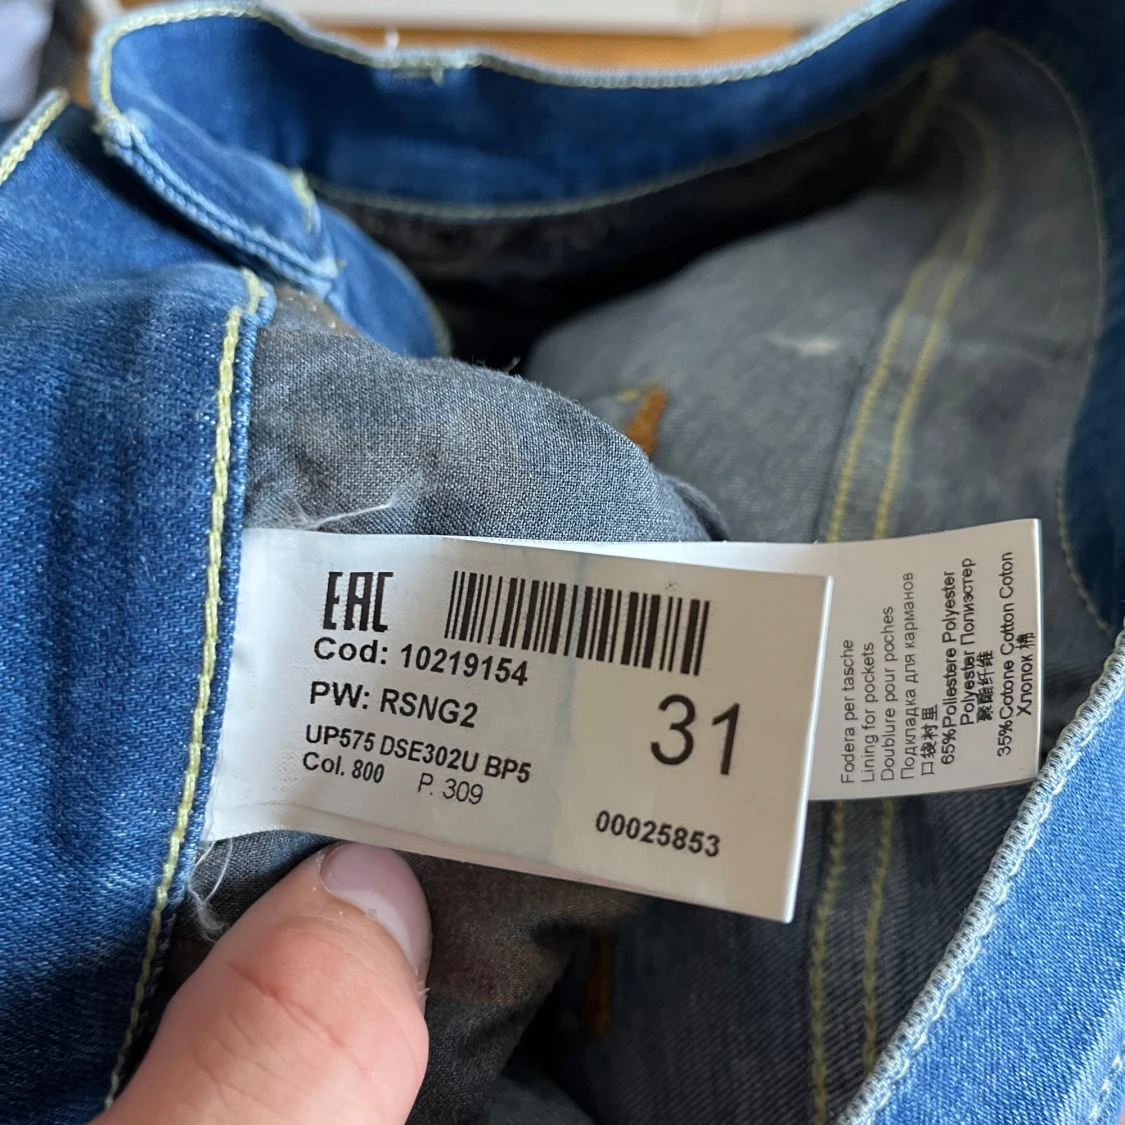 EAC
Cod: 10219154
PW: RSNG2
UP575 DSE302U BP5
Col. 800 P. 309
31
00025853
Fodera per tasche
Lining for pockets
Doublure pour poches
Подкладка для карманов
口袋衬里
65%Poliestere Polyester
Polyester Полиэстер
聚酯纤维
35%Cotone Cotton Coton
Хлопок 棉